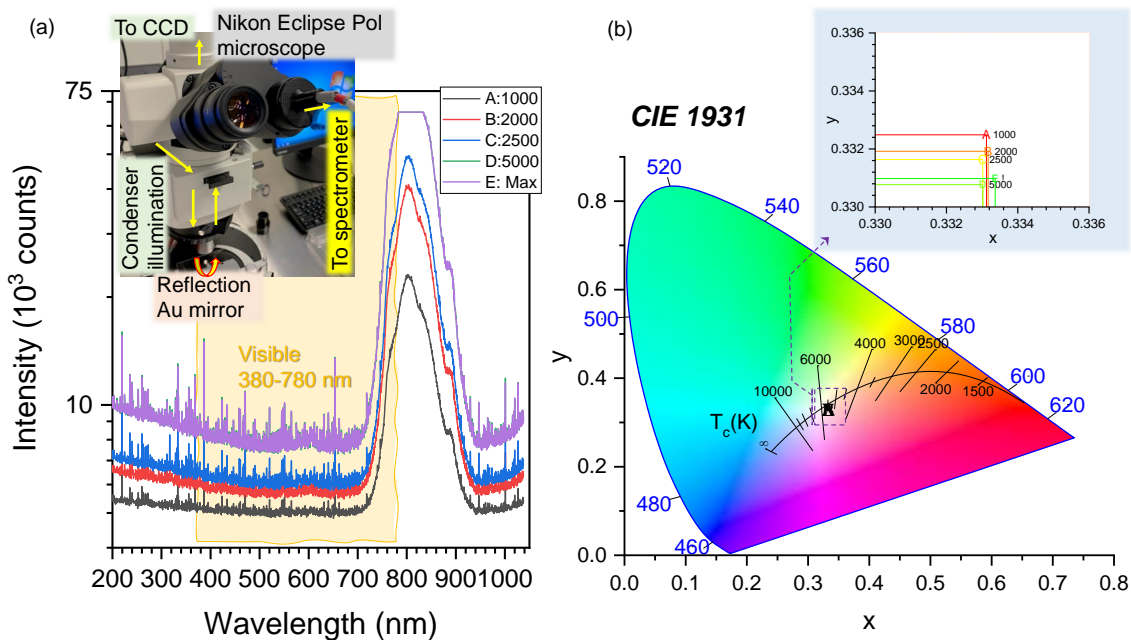 (a)
To CCD
Nikon Eclipse Pol
microscope
Condenser
illumination
To spectrometer
Reflection
Au mirror
Visible
380-780 nm
A:1000
B:2000
C:2500
D:5000
E: Max
75
10
Intensity (10³ counts)
200 300 400 500 600 700 800 900 1000
Wavelength (nm)
(b)
CIE 1931
0.336
0.334
0.332
0.330
y
A 1000
B 2000
2500
5000
0.330 0.333 0.334 0.336
x
520
540
560
500
580
600
620
480
460
10000
6000
4000
3000
2500
2000
1500
∞
T_c(K)
0.8
0.6
0.4
0.2
0.0
y
0.0 0.1 0.2 0.3 0.4 0.5 0.6 0.7 0.8
x